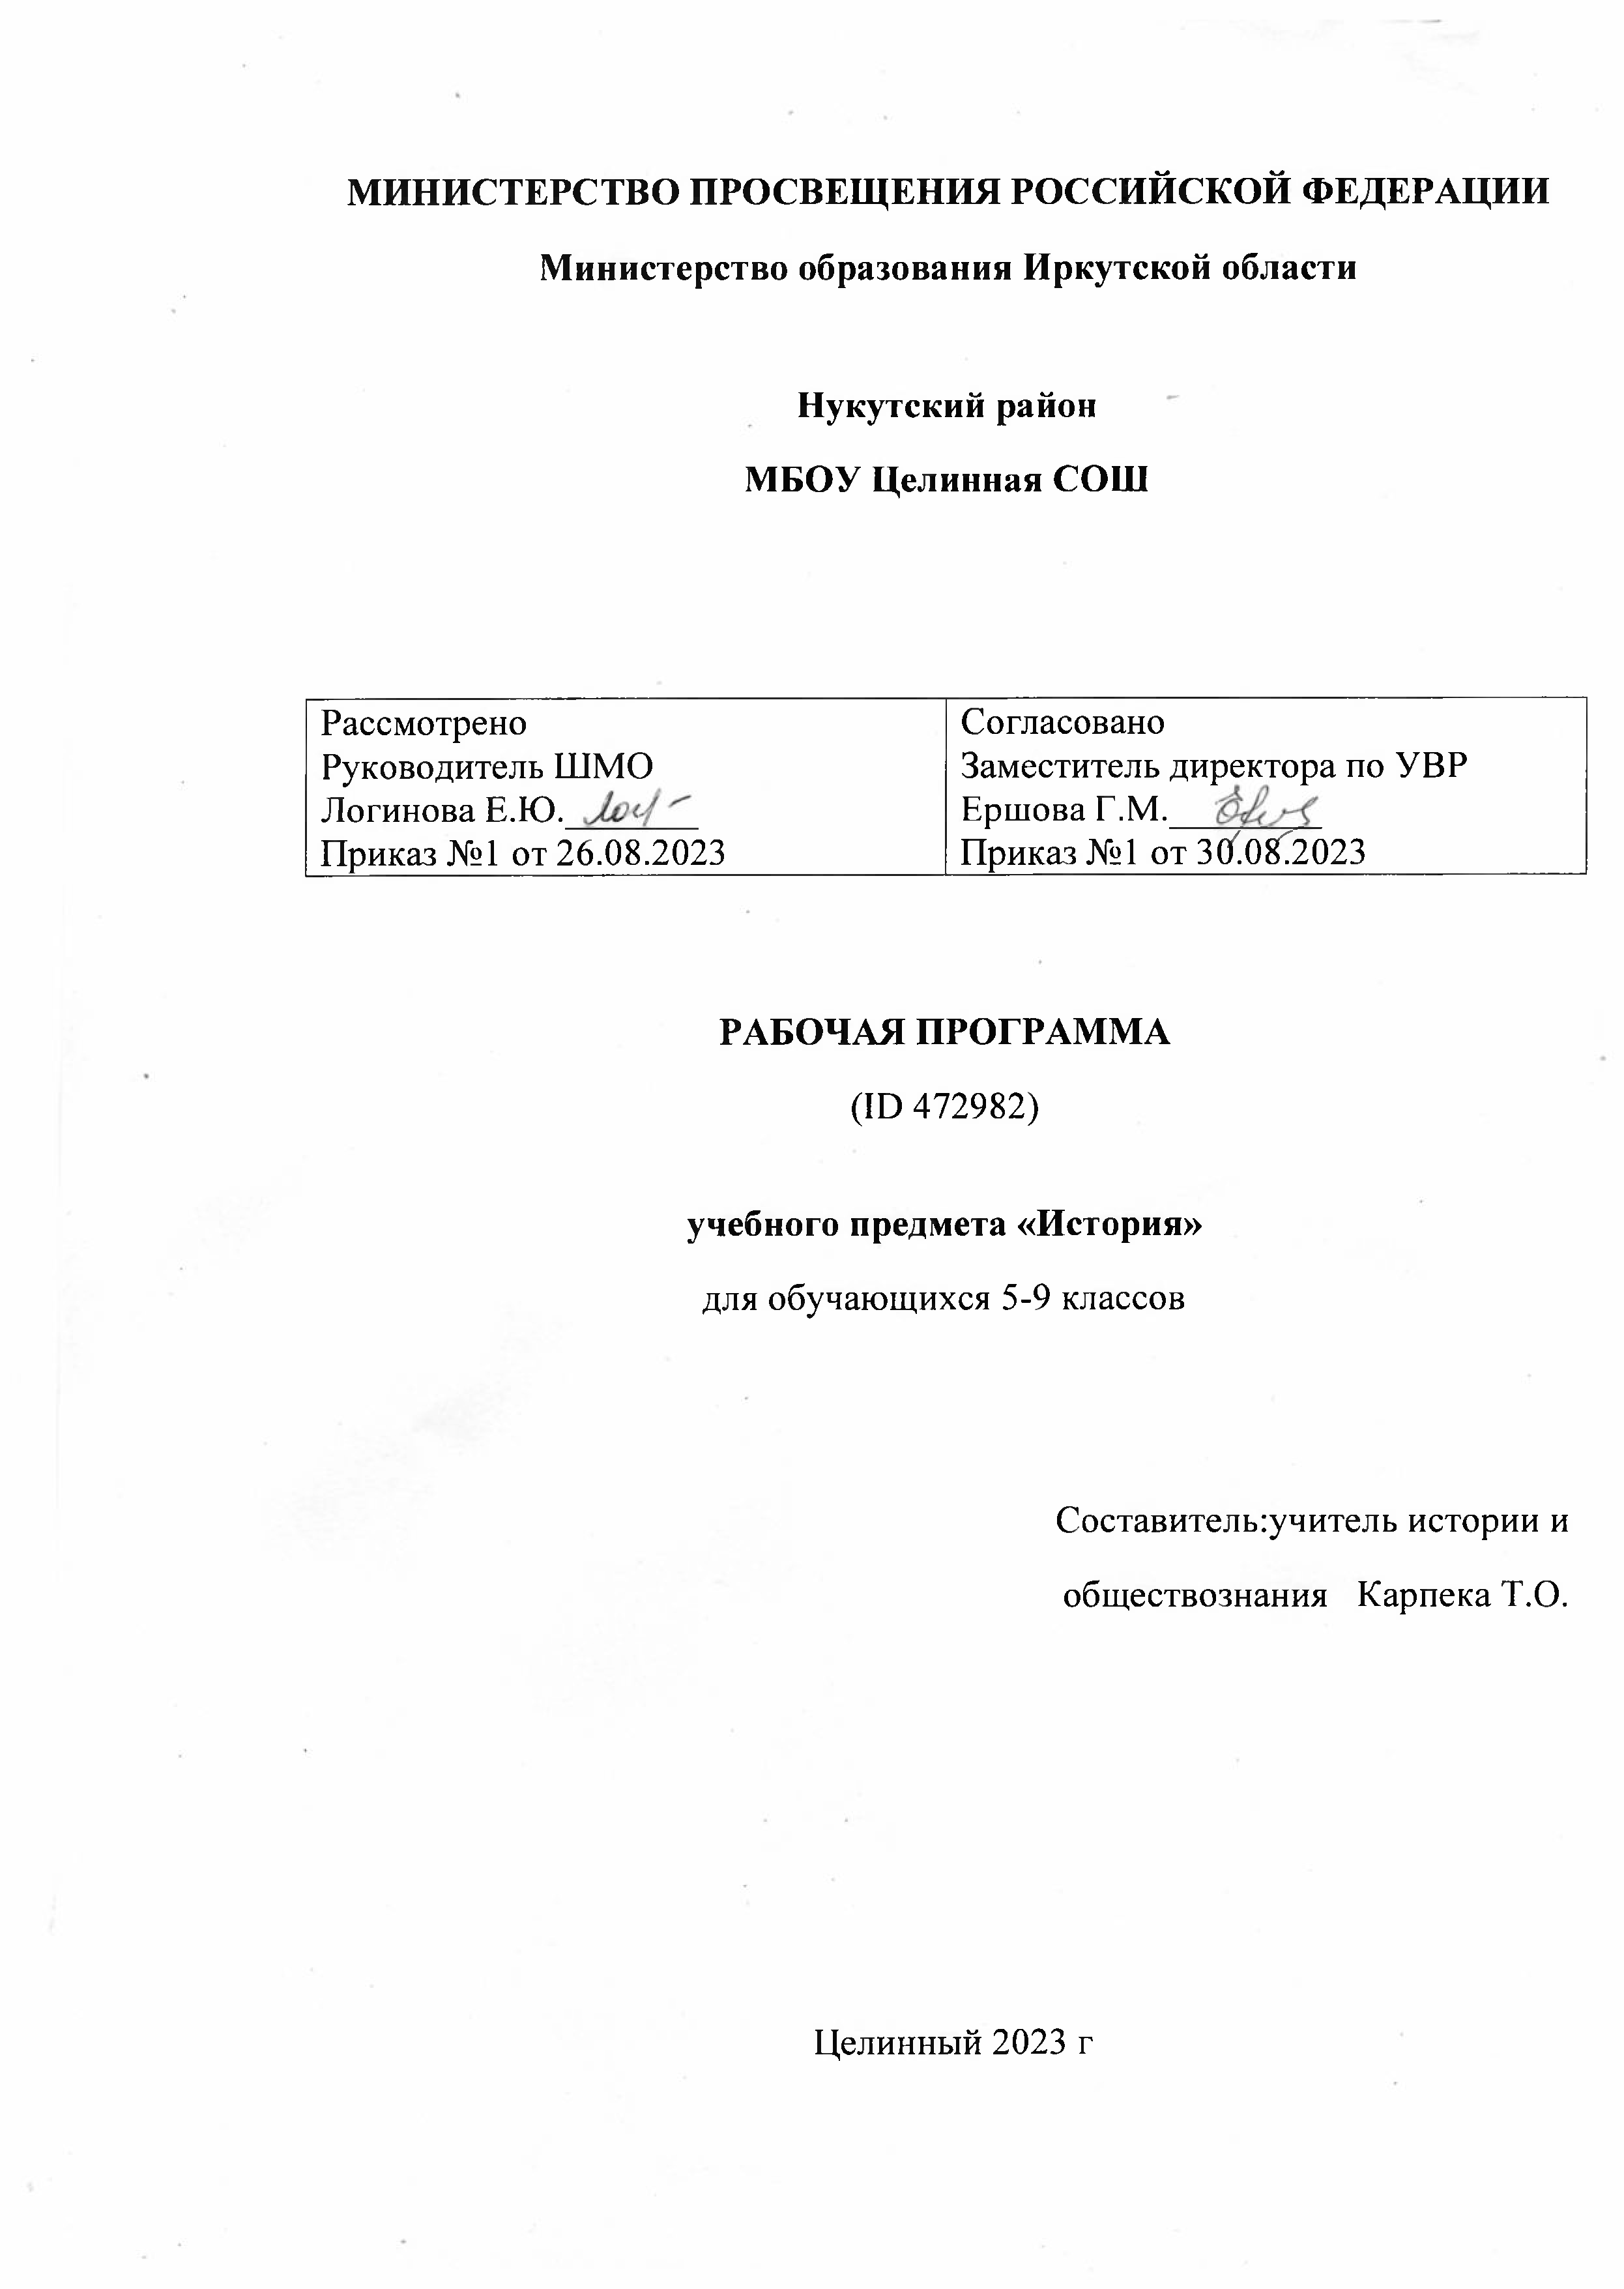 МИНИСТЕРСТВО ПРОСВЕЩЕНИЯ РОССИЙСКОЙ ФЕДЕРАЦИИ
Министерство образования Иркутской области
Нукутский район
МБОУ Целинная СОШ
Рассмотрено
Руководитель ШМО
Логинова Е.Ю.
Приказ №1 от 26.08.2023
Согласовано
Заместитель директора по УВР
Ершова Г.М.
Приказ №1 от 30.08.2023
РАБОЧАЯ ПРОГРАММА
(ID 472982)
учебного предмета «История»
для обучающихся 5-9 классов
Составитель:учитель истории и
обществознания Карпека Т.О.
Целинный 2023 г